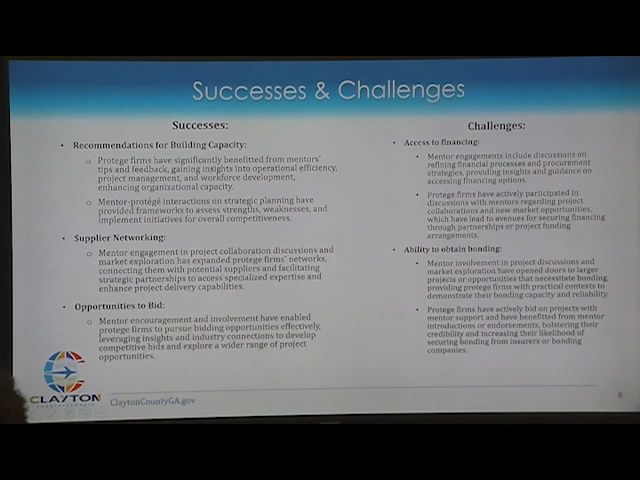 Successes & Challenges
Successes:
• Recommendations for Building Capacity:
o Protege firms have significantly benefitted from mentors'
tips and feedback, gaining insights into operational efficiency,
project management, and workforce development,
enhancing organizational capacity.
o Mentor-protégé interactions on strategic planning have
provided frameworks to assess strengths, weaknesses, and
implement initiatives for overall competitiveness.
• Supplier Networking:
o Mentor engagement in project collaboration discussions and
market exploration has expanded protege firms' networks,
connecting them with potential suppliers and facilitating
strategic partnerships to access specialized expertise and
enhance project delivery capabilities.
• Opportunities to Bid:
o Mentor encouragement and involvement have enabled
protege firms to pursue bidding opportunities effectively,
leveraging insights and industry connections to develop
competitive bids and explore a wider range of project
opportunities.
Challenges:
• Access to financing:
• Mentor engagements include discussions on
refining financial processes and procurement
strategies, providing insights and guidance on
accessing financing options.
• Protege firms have actively participated in
discussions with mentors regarding project
collaborations and new market opportunities,
which have lead to avenues for securing financing
through partnerships or project funding
arrangements.
• Ability to obtain bonding:
• Mentor involvement in project discussions and
market exploration have opened doors to larger
projects or opportunities that necessitate bonding,
providing protege firms with practical contexts to
demonstrate their bonding capacity and reliability.
• Protege firms have actively bid on projects with
mentor support and have benefitted from mentor
introductions or endorsements, bolstering their
credibility and increasing their likelihood of
securing bonding from insurers or bonding
companies.
CLAYTON
ClaytonCountyGA.gov
6